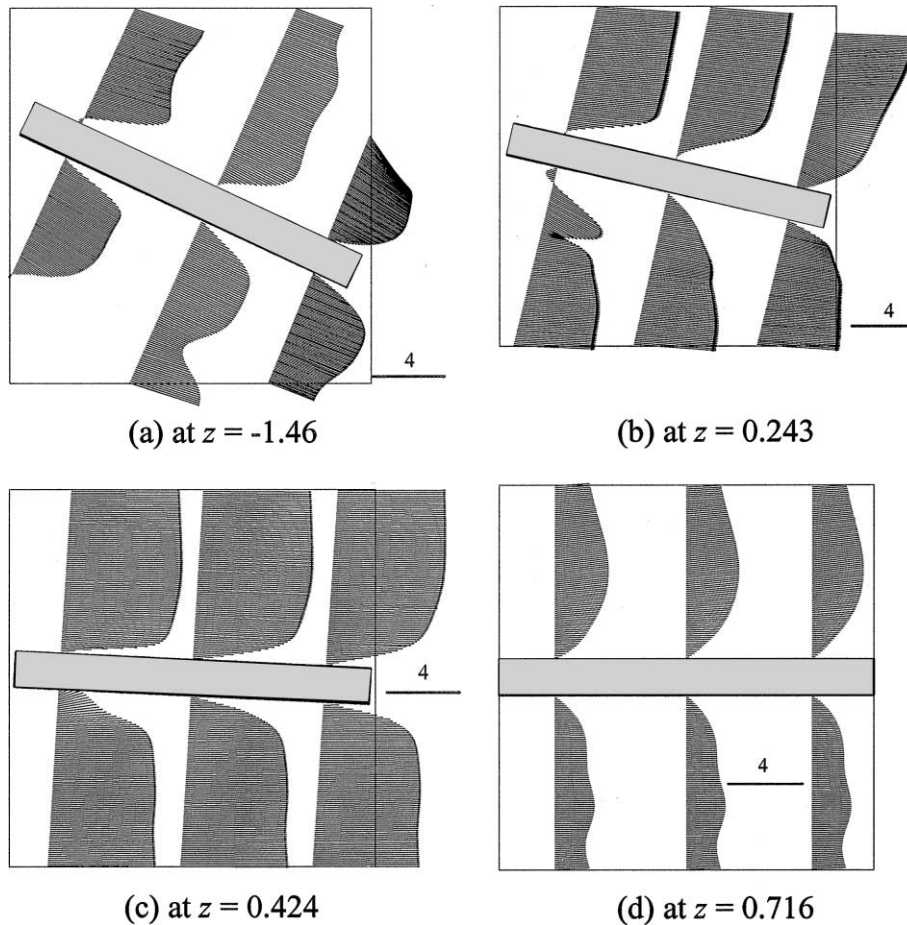 4
4
(a) at z = -1.46
(b) at z = 0.243
4
4
(c) at z = 0.424
(d) at z = 0.716